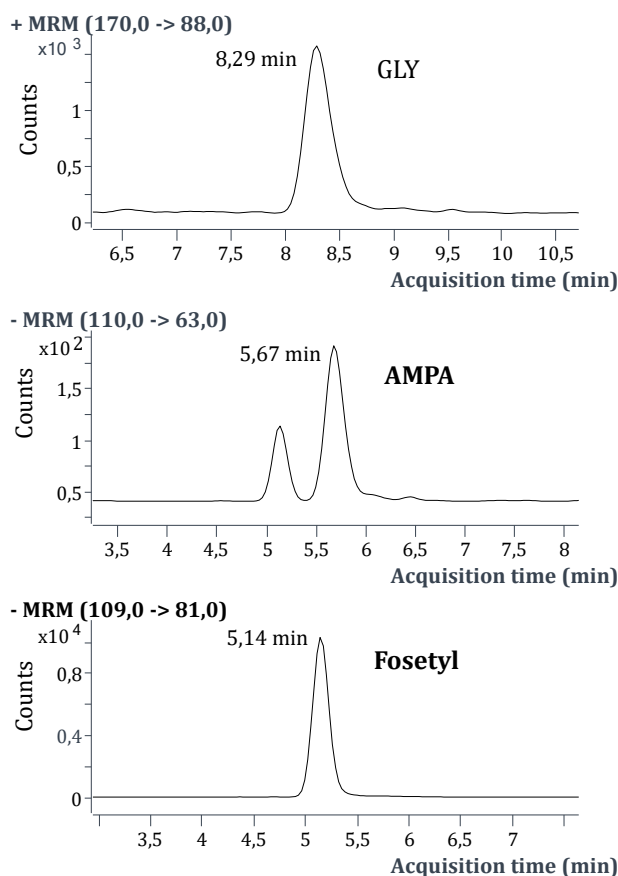 + MRM (170,0 -> 88,0)
x10 3
8,29 min
GLY
Counts
1
0,5
0
6,5 7 7,5 8 8,5 9 9,5 10 10,5
Acquisition time (min)
- MRM (110,0 -> 63,0)
x10 2
5,67 min
AMPA
Counts
1,5
1
0,5
3,5 4 4,5 5 5,5 6 6,5 7 7,5 8
Acquisition time (min)
- MRM (109,0 -> 81,0)
x10 4
5,14 min
Fosetyl
Counts
0,8
0,4
0
3,5 4 4,5 5 5,5 6 6,5 7
Acquisition time (min)